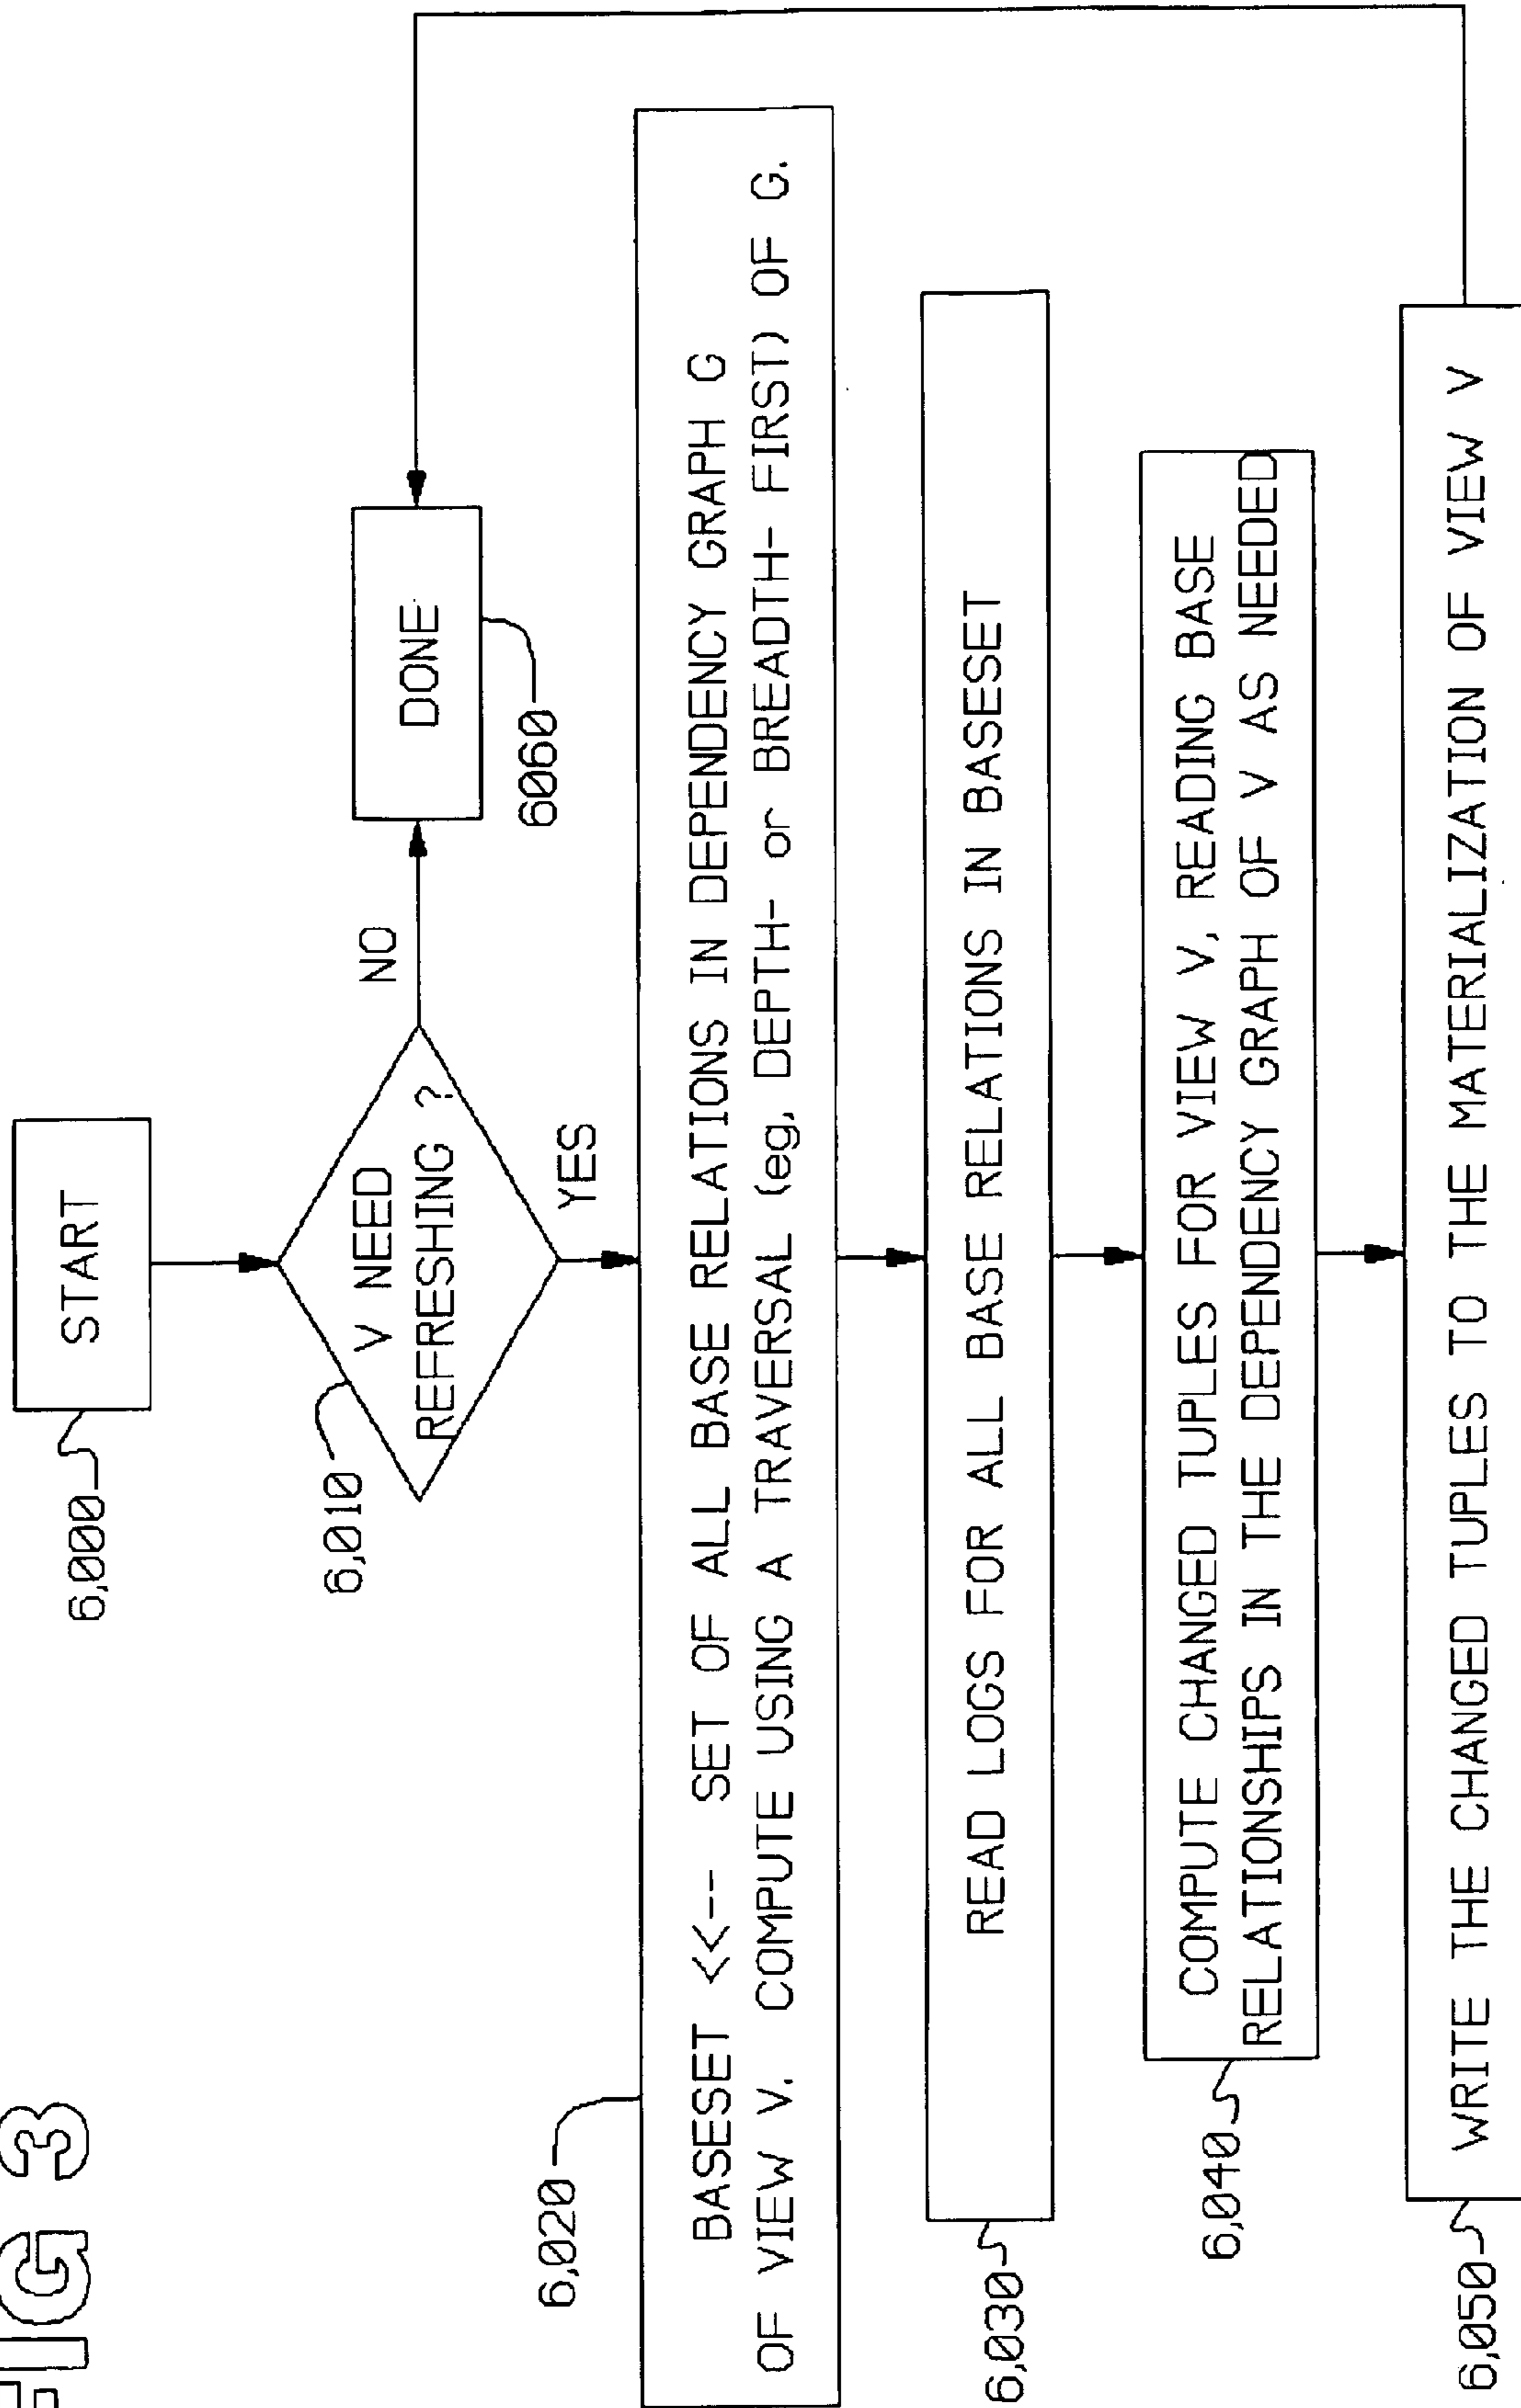 FIG 3
START
6,000
V NEED
REFRESHING ?
6,010
NO
DONE
6060
YES
BASESET <<-- SET OF ALL BASE RELATIONS IN DEPENDENCY GRAPH G
OF VIEW V. COMPUTE USING A TRAVERSAL (eg, DEPTH- or BREADTH- FIRST) OF G.
6,020
READ LOGS FOR ALL BASE RELATIONS IN BASESET
6,030
COMPUTE CHANGED TUPLES FOR VIEW V, READING BASE
RELATIONSHIPS IN THE DEPENDENCY GRAPH OF V AS NEEDED
6,040
WRITE THE CHANGED TUPLES TO THE MATERIALIZATION OF VIEW V
6,050